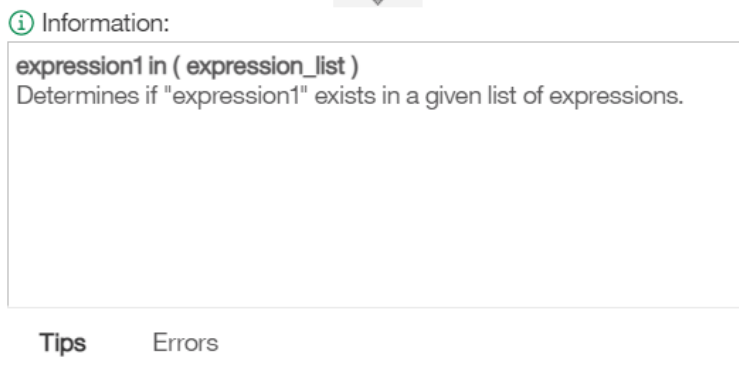 Information:
expression1 in ( expression_list )
Determines if "expression1" exists in a given list of expressions.
Tips Errors